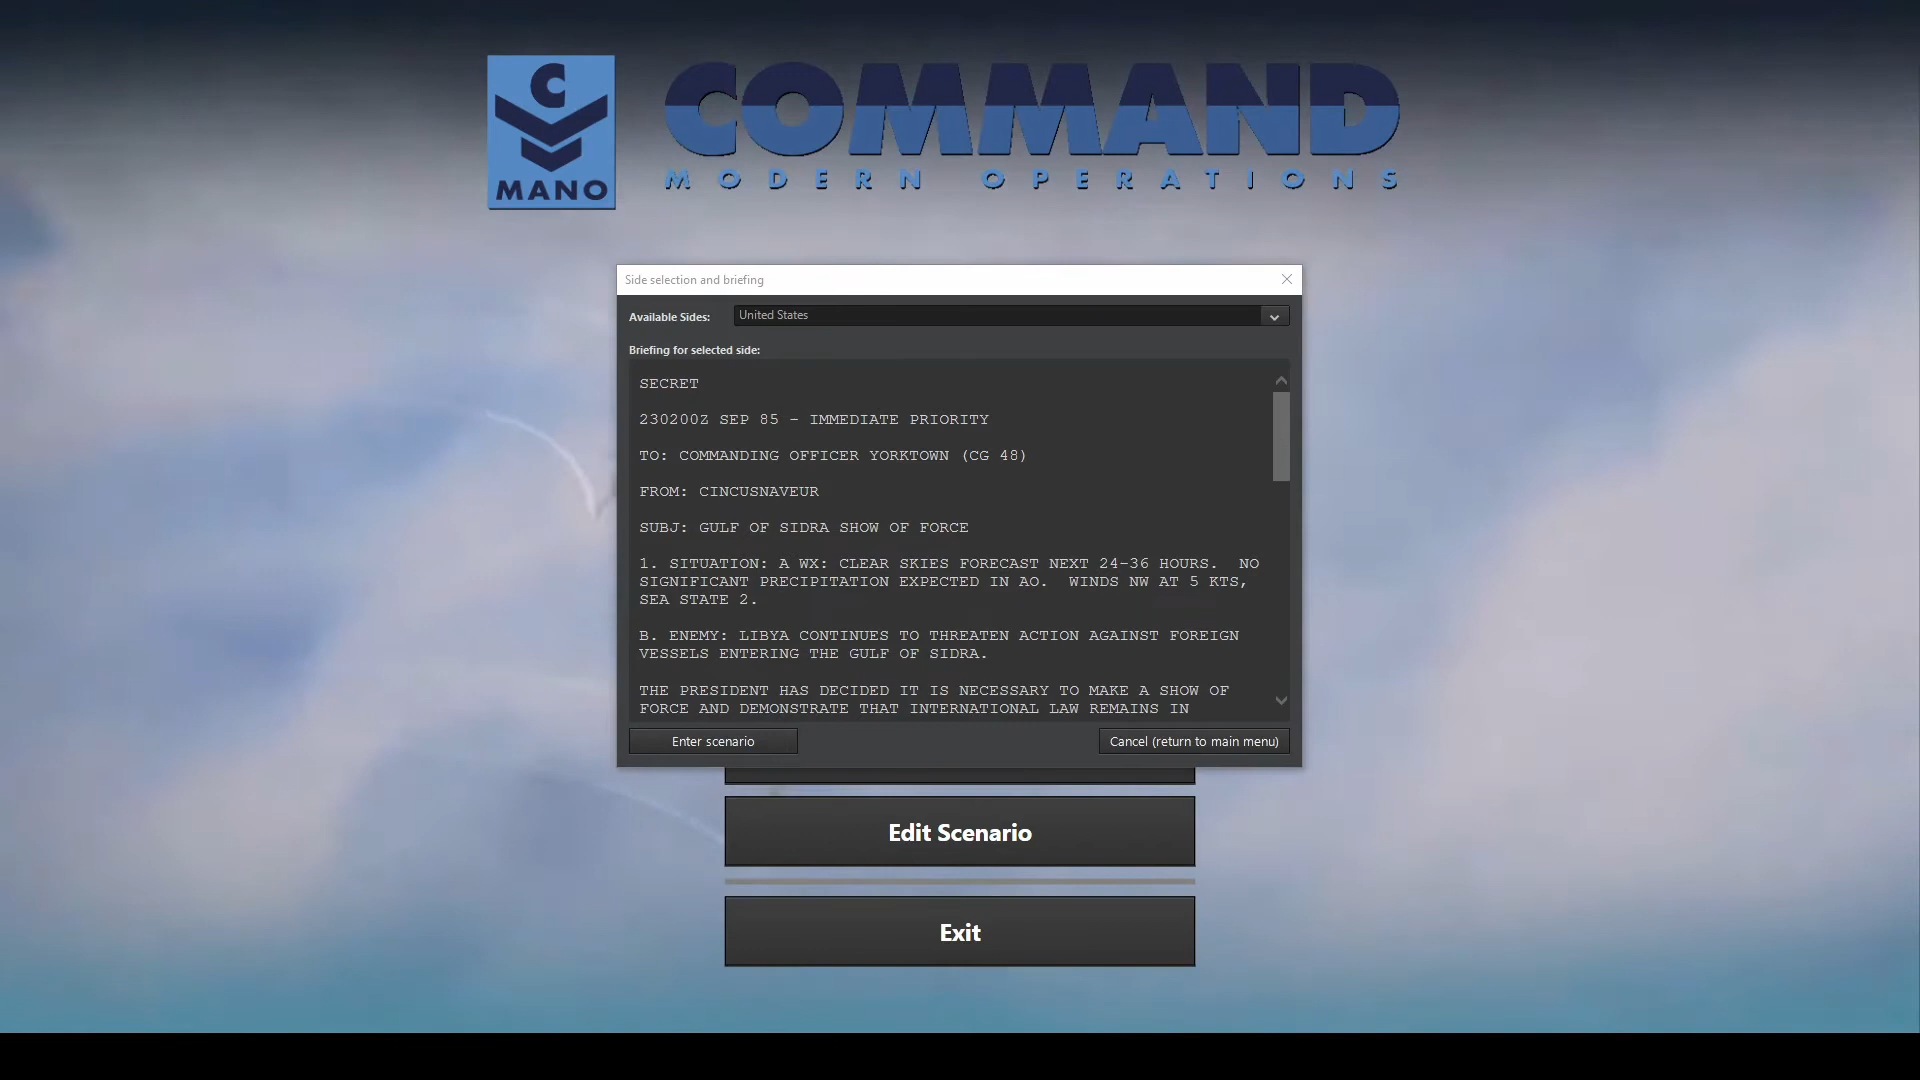 C
MANO
COMMAND
MODERN OPERATIONS
Side selection and briefing
Available Sides:
United States
Briefing for selected side:
SECRET
230200Z SEP 85 – IMMEDIATE PRIORITY
TO: COMMANDING OFFICER YORKTOWN (CG 48)
FROM: CINCUSNAVEUR
SUBJ: GULF OF SIDRA SHOW OF FORCE
1. SITUATION: A WX: CLEAR SKIES FORECAST NEXT 24-36 HOURS.  NO
SIGNIFICANT PRECIPITATION EXPECTED IN AO.  WINDS NW AT 5 KTS,
SEA STATE 2.
B. ENEMY: LIBYA CONTINUES TO THREATEN ACTION AGAINST FOREIGN
VESSELS ENTERING THE GULF OF SIDRA.
THE PRESIDENT HAS DECIDED IT IS NECESSARY TO MAKE A SHOW OF
FORCE AND DEMONSTRATE THAT INTERNATIONAL LAW REMAINS IN
Enter scenario
Cancel (return to main menu)
Edit Scenario
Exit